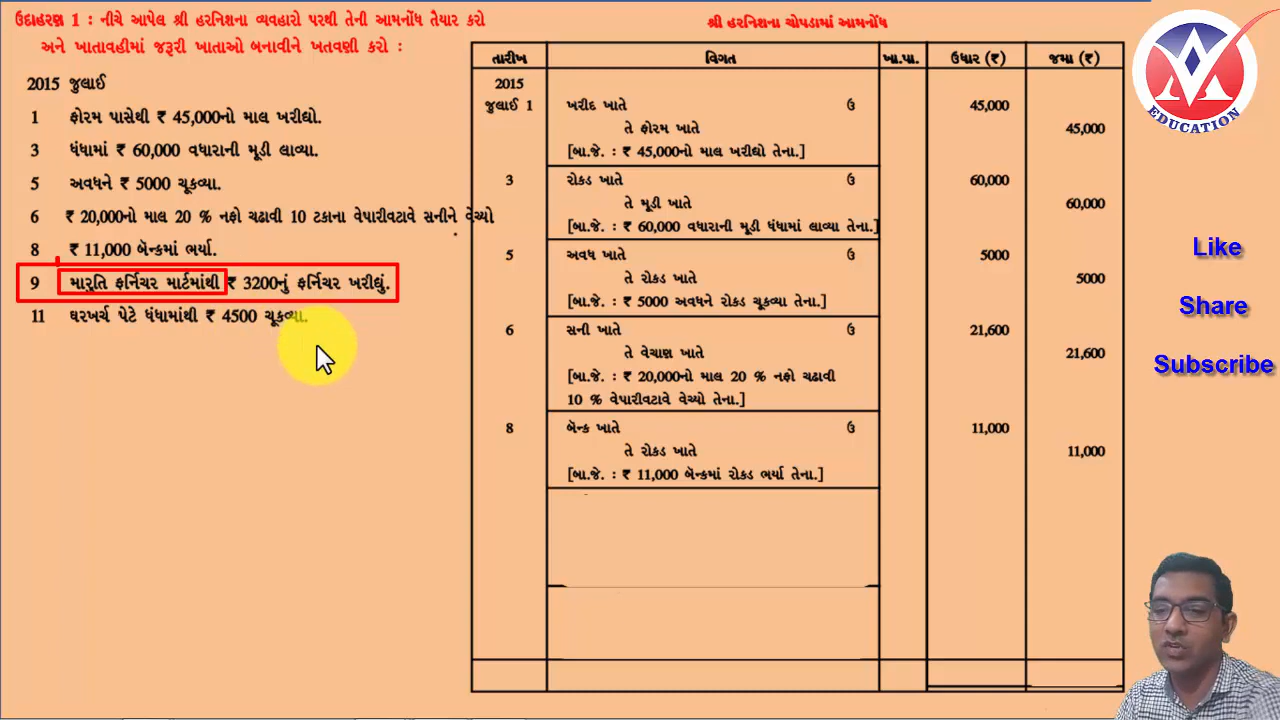 ઉદાહરણ 1 : નીચે આપેલ શ્રી હરનિશના વ્યવહારો પરથી તેની આમનોંધ તૈયાર કરો
અને ખાતાવહીમાં જરૂરી ખાતાઓ બનાવીને ખતવણી કરો :
2015 જુલાઈ
1 ફોરમ પાસેથી ₹ 45,000નો માલ ખરીદ્યો.
3 ધંધામાં ₹ 60,000 વધારાની મૂડી લાવ્યા.
5 અવધને ₹ 5000 ચૂકવ્યા.
6 ₹ 20,000નો માલ 20 % નફો ચઢાવી 10 ટકાના વેપારીવટાવે સનીને વેચ્યો
8 ₹ 11,000 બૅન્કમાં ભર્યા.
9 મારુતિ ફર્નિચર માર્ટમાંથી ₹ 3200નું ફર્નિચર ખરીદ્યું.
11 ઘરખર્ચ પેટે ધંધામાંથી ₹ 4500 ચૂકવ્યા.
શ્રી હરનિશના ચોપડામાં આમનોંધ
તારીખ વિગત ખા.પા. ઉધાર (₹) જમા (₹)
2015
જુલાઈ 1 ખરીદ ખાતે ઉ 45,000
તે ફોરમ ખાતે 45,000
[બા.જે. : ₹ 45,000નો માલ ખરીદ્યો તેના.]
3 રોકડ ખાતે ઉ 60,000
તે મૂડી ખાતે 60,000
[બા.જે. : ₹ 60,000 વધારાની મૂડી ધંધામાં લાવ્યા તેના.]
5 અવધ ખાતે ઉ 5000
તે રોકડ ખાતે 5000
[બા.જે. : ₹ 5000 અવધને રોકડ ચૂકવ્યા તેના.]
6 સની ખાતે ઉ 21,600
તે વેચાણ ખાતે 21,600
[બા.જે. : ₹ 20,000નો માલ 20 % નફો ચઢાવી
10 % વેપારીવટાવે વેચ્યો તેના.]
8 બૅન્ક ખાતે ઉ 11,000
તે રોકડ ખાતે 11,000
[બા.જે. : ₹ 11,000 બૅન્કમાં રોકડ ભર્યા તેના.]
EDUCATION
Like
Share
Subscribe